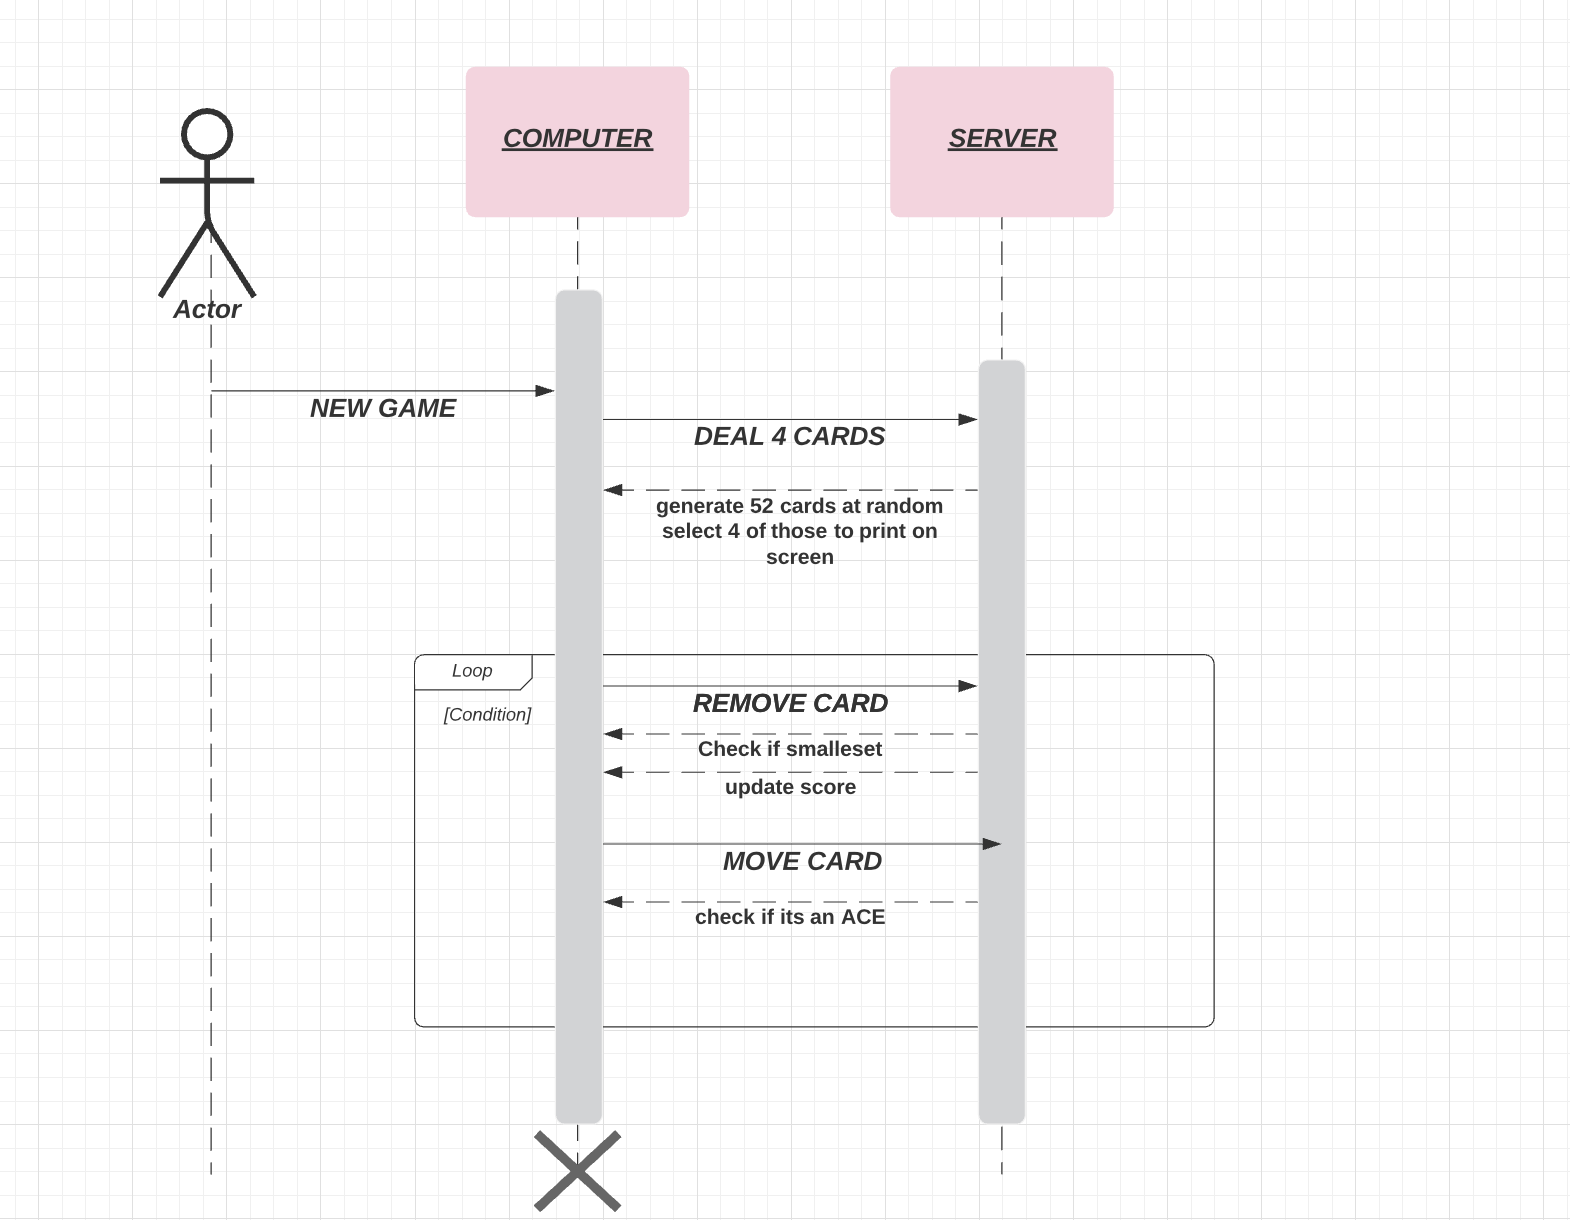 COMPUTER
SERVER
Actor
NEW GAME
DEAL 4 CARDS
generate 52 cards at random
select 4 of those to print on
screen
Loop
REMOVE CARD
[Condition]
Check if smalleset
update score
MOVE CARD
check if its an ACE